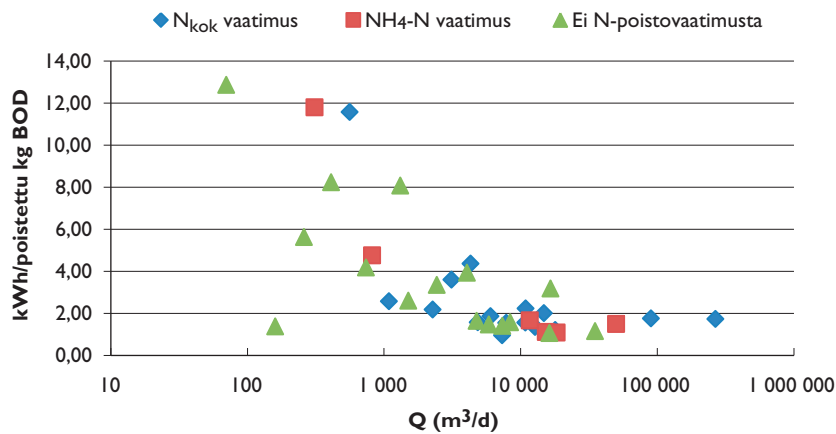 N_kok vaatimus NH4-N vaatimus Ei N-poistovaatimusta
kWh/poistettu kg BOD
14,00
12,00
10,00
8,00
6,00
4,00
2,00
0,00
10 100 1 000 10 000 100 000 1 000 000
Q (m³/d)